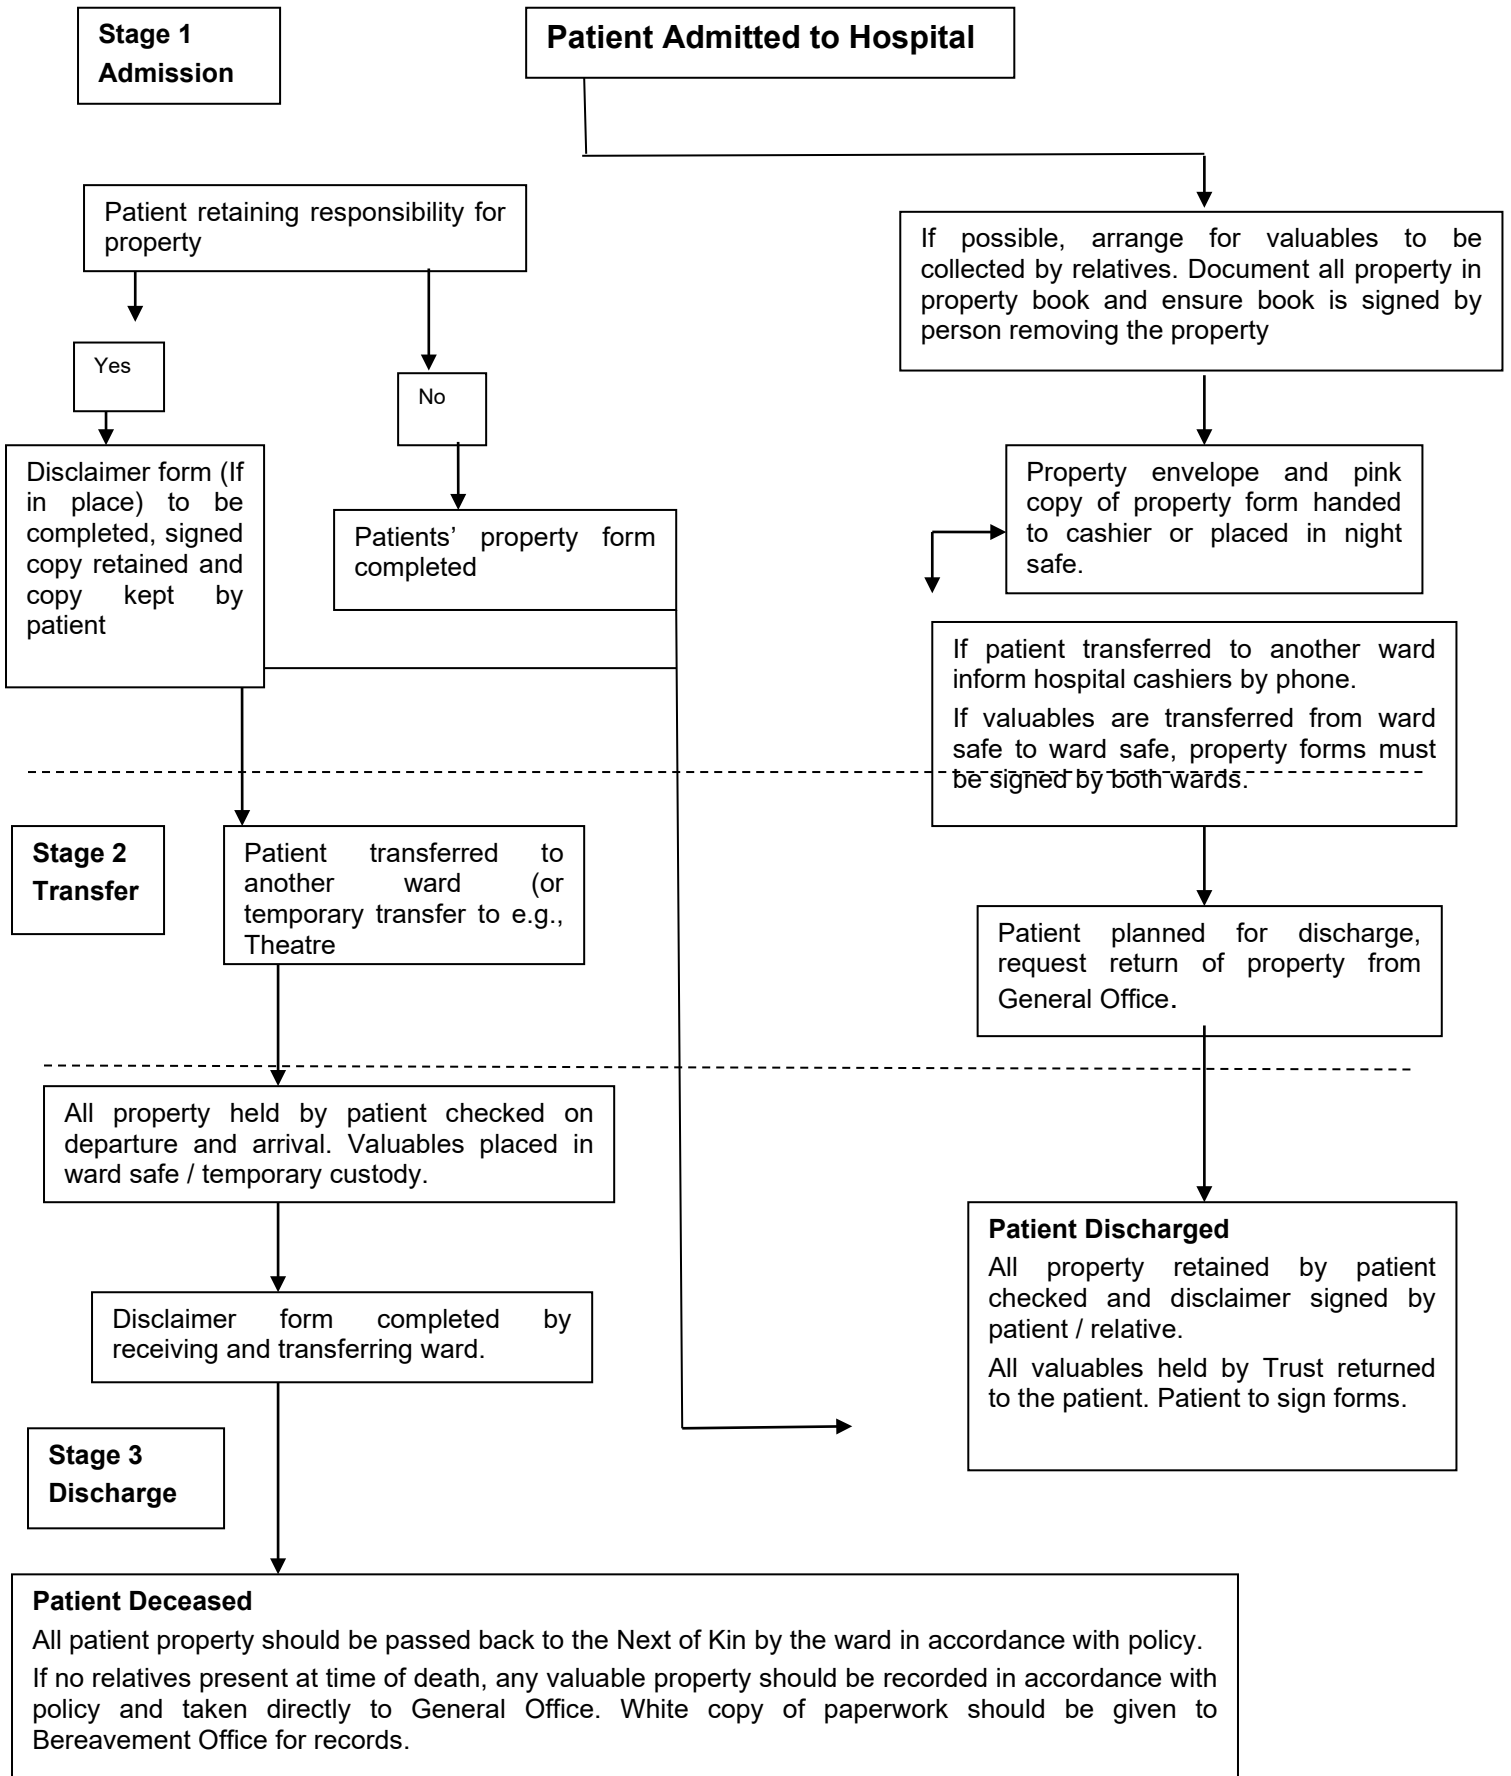 Stage 1
Admission
Patient Admitted to Hospital
Patient retaining responsibility for
property
If possible, arrange for valuables to be
collected by relatives. Document all property in
property book and ensure book is signed by
person removing the property
Yes
No
Disclaimer form (If
in place) to be
completed, signed
copy retained and
copy kept by
patient
Patients’ property form
completed
Property envelope and pink
copy of property form handed
to cashier or placed in night
safe.
If patient transferred to another ward
inform hospital cashiers by phone.
If valuables are transferred from ward
safe to ward safe, property forms must
be signed by both wards.
Stage 2
Transfer
Patient transferred to
another ward (or
temporary transfer to e.g.,
Theatre
Patient planned for discharge,
request return of property from
General Office.
All property held by patient checked on
departure and arrival. Valuables placed in
ward safe / temporary custody.
Disclaimer form completed by
receiving and transferring ward.
Patient Discharged
All property retained by patient
checked and disclaimer signed by
patient / relative.
All valuables held by Trust returned
to the patient. Patient to sign forms.
Stage 3
Discharge
Patient Deceased
All patient property should be passed back to the Next of Kin by the ward in accordance with policy.
If no relatives present at time of death, any valuable property should be recorded in accordance with
policy and taken directly to General Office. White copy of paperwork should be given to
Bereavement Office for records.